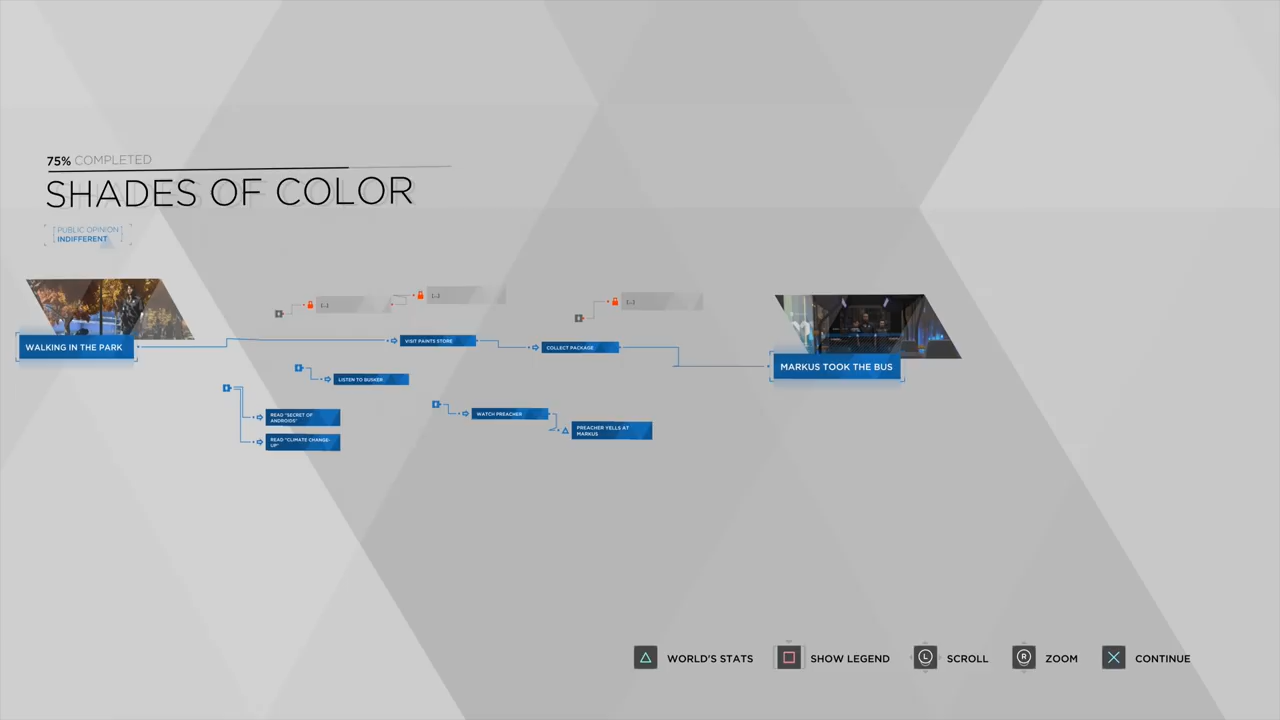 75% COMPLETED
SHADES OF COLOR
PUBLIC OPINION
INDIFFERENT
[...]
[...]
[...]
WALKING IN THE PARK
VISIT PAINTS STORE
COLLECT PACKAGE
MARKUS TOOK THE BUS
LISTEN TO BUSKER
READ "SECRET OF
ANDROIDS"
WATCH PREACHER
PREACHER YELLS AT
MARKUS
READ "CLIMATE CHANGE-
UP"
WORLD'S STATS
SHOW LEGEND
L
SCROLL
R
ZOOM
CONTINUE